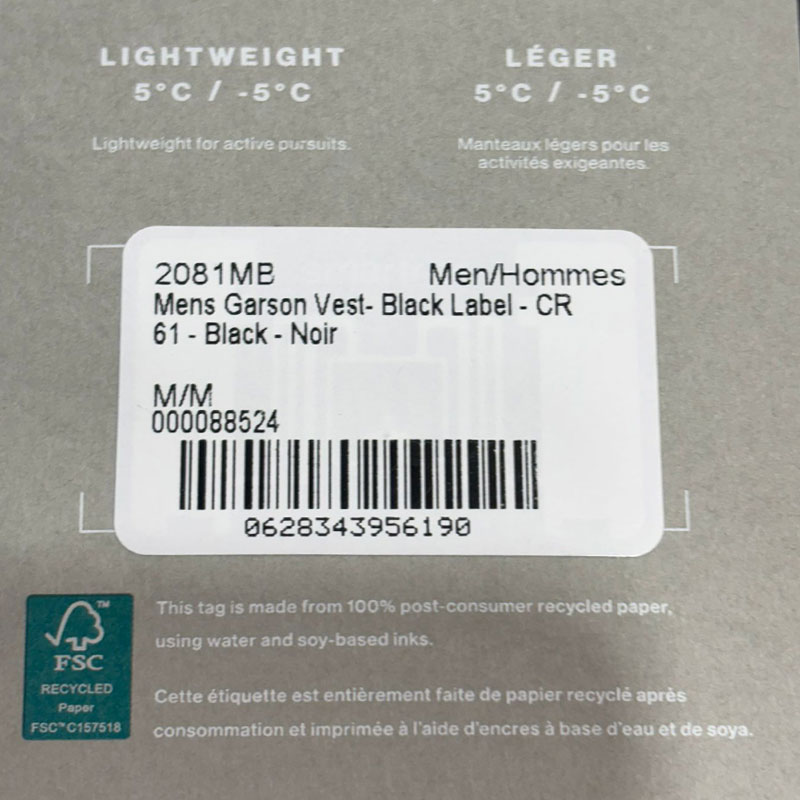 LIGHTWEIGHT
5°C / -5°C
Lightweight for active pursuits.
LÉGER
5°C / -5°C
Manteaux légers pour les
activités exigeantes.
2081MB Men/Hommes
Mens Garson Vest- Black Label - CR
61 - Black - Noir
M/M
000088524
0628343956190
FSC™
RECYCLED
Paper
FSC™ C157518
This tag is made from 100% post-consumer recycled paper,
using water and soy-based inks.
Cette étiquette est entièrement faite de papier recyclé après
consommation et imprimée à l'aide d'encres à base d'eau et de soya.